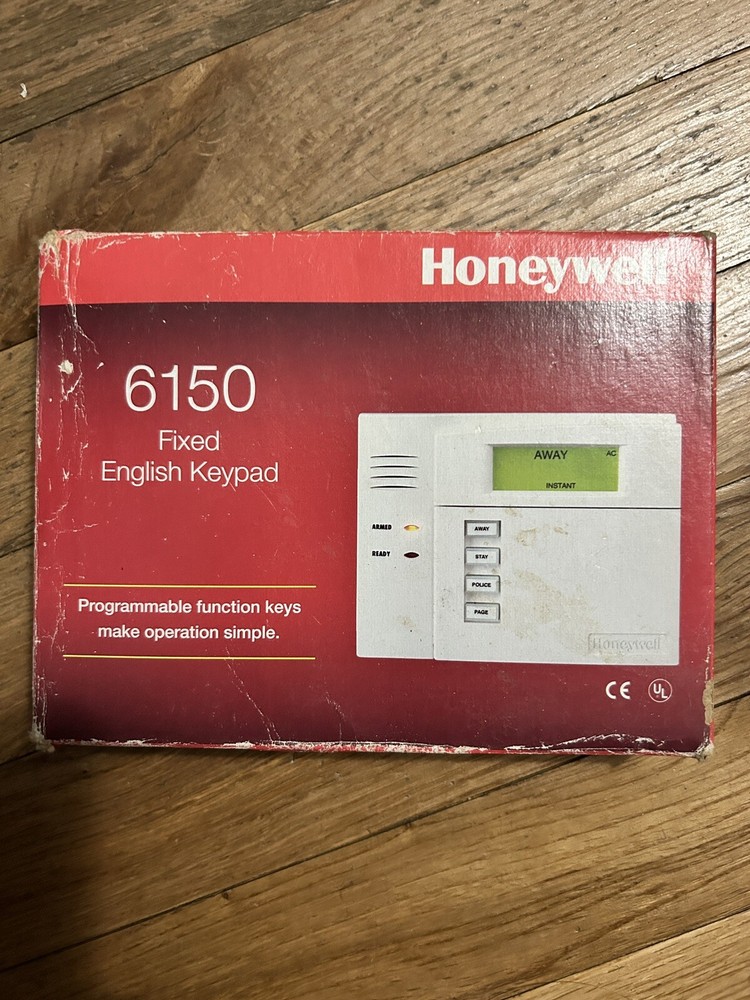 Honeywell
6150
Fixed
English Keypad
AWAY
AC
INSTANT
ARMED
READY
AWAY
STAY
POLICE
PAGE
Programmable function keys
make operation simple.
Honeywell
CE
UL